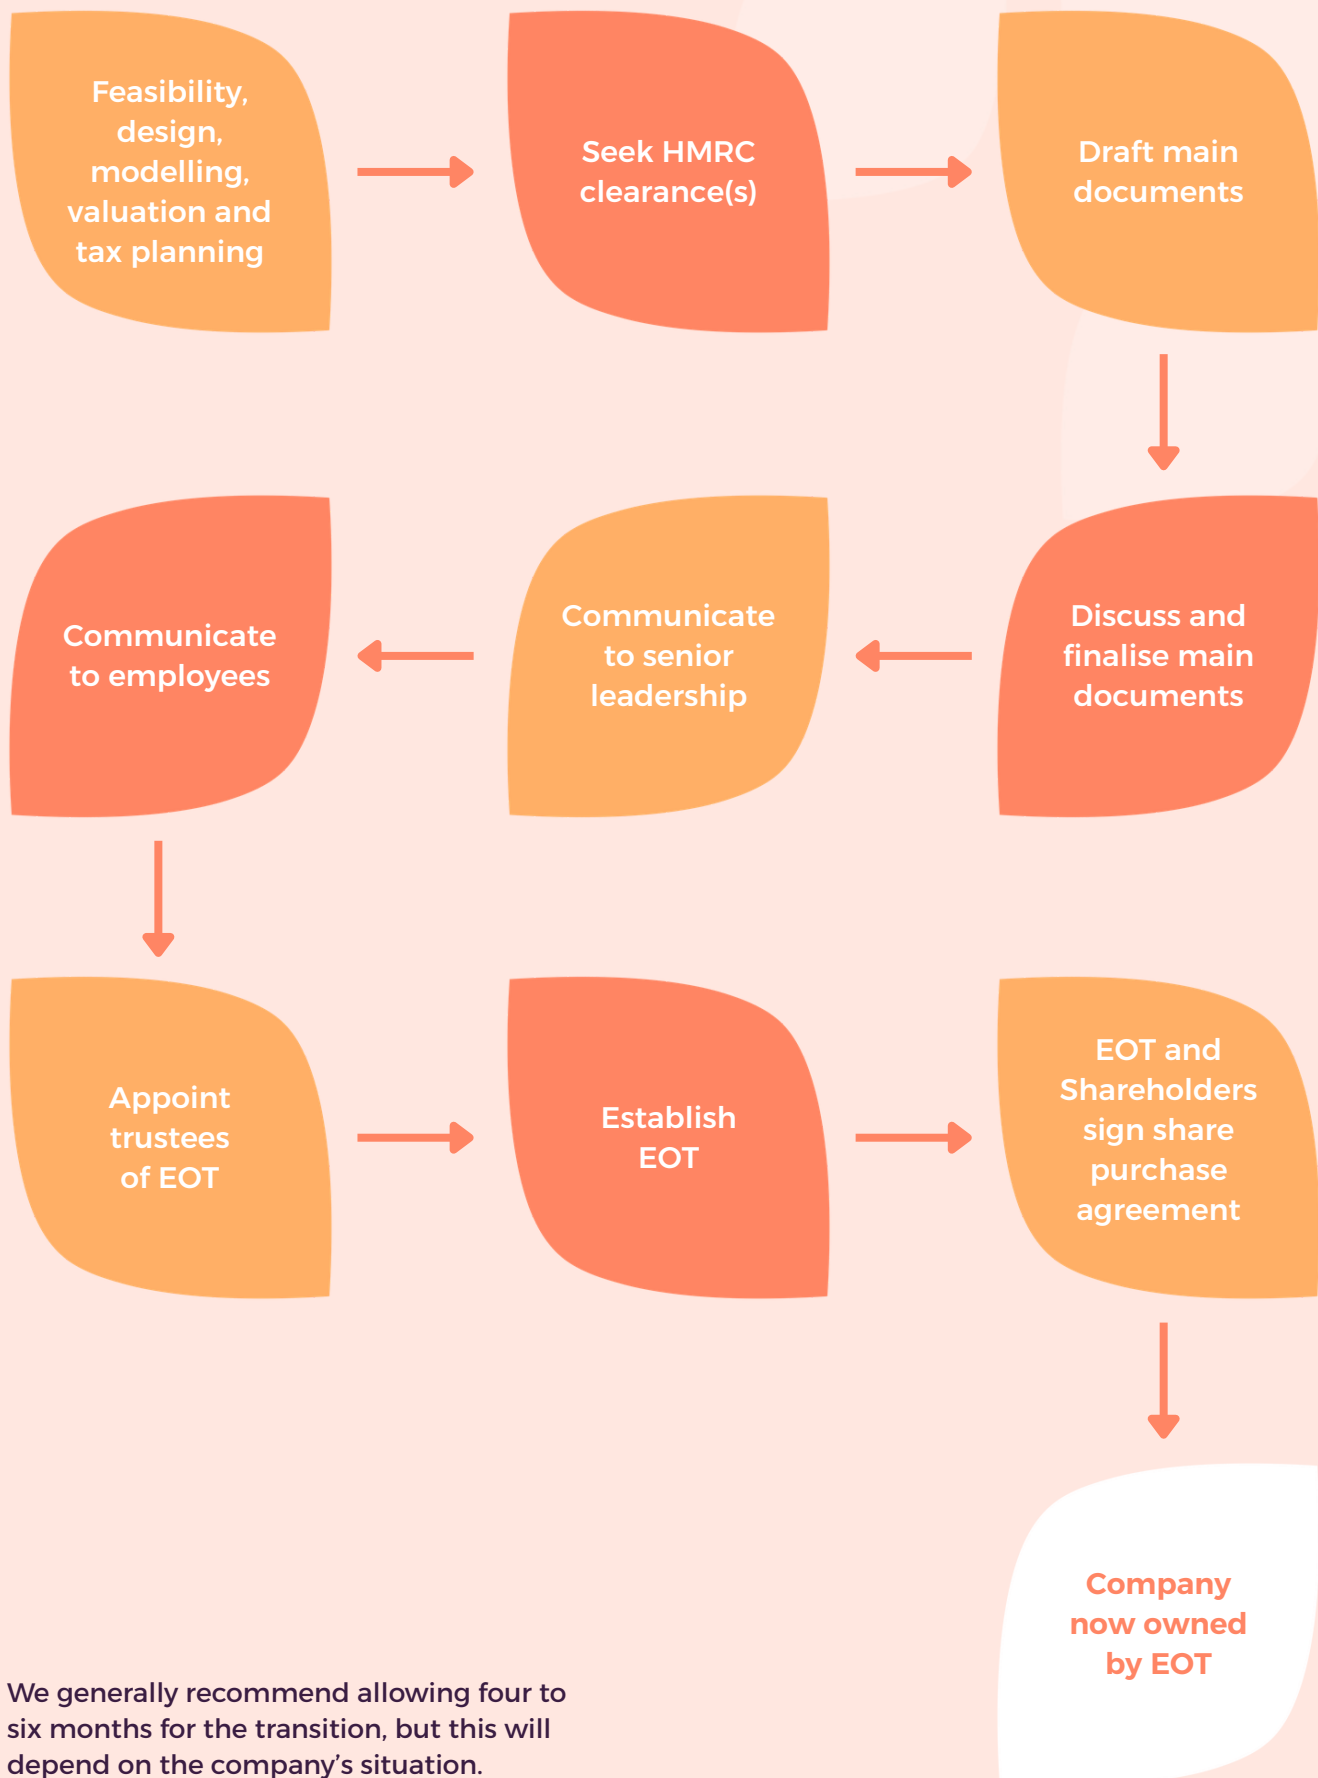 Feasibility,
design,
modelling,
valuation and
tax planning
Seek HMRC
clearance(s)
Draft main
documents
Discuss and
finalise main
documents
Communicate
to senior
leadership
Communicate
to employees
Appoint
trustees
of EOT
Establish
EOT
EOT and
Shareholders
sign share
purchase
agreement
Company
now owned
by EOT
We generally recommend allowing four to
six months for the transition, but this will
depend on the company’s situation.